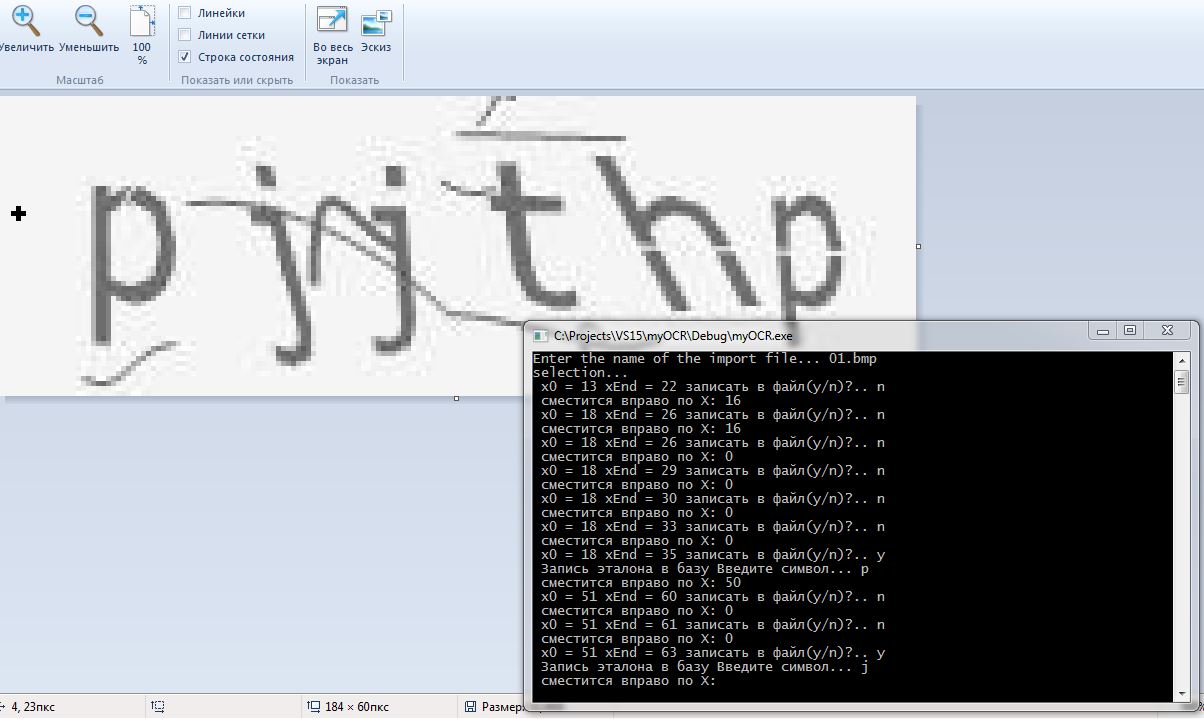 Увеличить Уменьшить 100 %
Масштаб
Линейки
Линии сетки
Строка состояния
Показать или скрыть
Во весь экран Эскиз
Показать
pjjthp
C:\Projects\VS15\myOCR\Debug\myOCR.exe
Enter the name of the import file... 01.bmp
selection...
x0 = 13 xEnd = 22 записать в файл(y/n)?.. n
сместится вправо по X: 16
x0 = 18 xEnd = 26 записать в файл(y/n)?.. n
сместится вправо по X: 16
x0 = 18 xEnd = 26 записать в файл(y/n)?.. n
сместится вправо по X: 0
x0 = 18 xEnd = 29 записать в файл(y/n)?.. n
сместится вправо по X: 0
x0 = 18 xEnd = 30 записать в файл(y/n)?.. n
сместится вправо по X: 0
x0 = 18 xEnd = 33 записать в файл(y/n)?.. n
сместится вправо по X: 0
x0 = 18 xEnd = 35 записать в файл(y/n)?.. y
Запись эталона в базу Введите символ... p
сместится вправо по X: 50
x0 = 51 xEnd = 60 записать в файл(y/n)?.. n
сместится вправо по X: 0
x0 = 51 xEnd = 61 записать в файл(y/n)?.. n
сместится вправо по X: 0
x0 = 51 xEnd = 63 записать в файл(y/n)?.. y
Запись эталона в базу Введите символ... j
сместится вправо по X:
4, 23пкс 184 × 60пкс Размер: